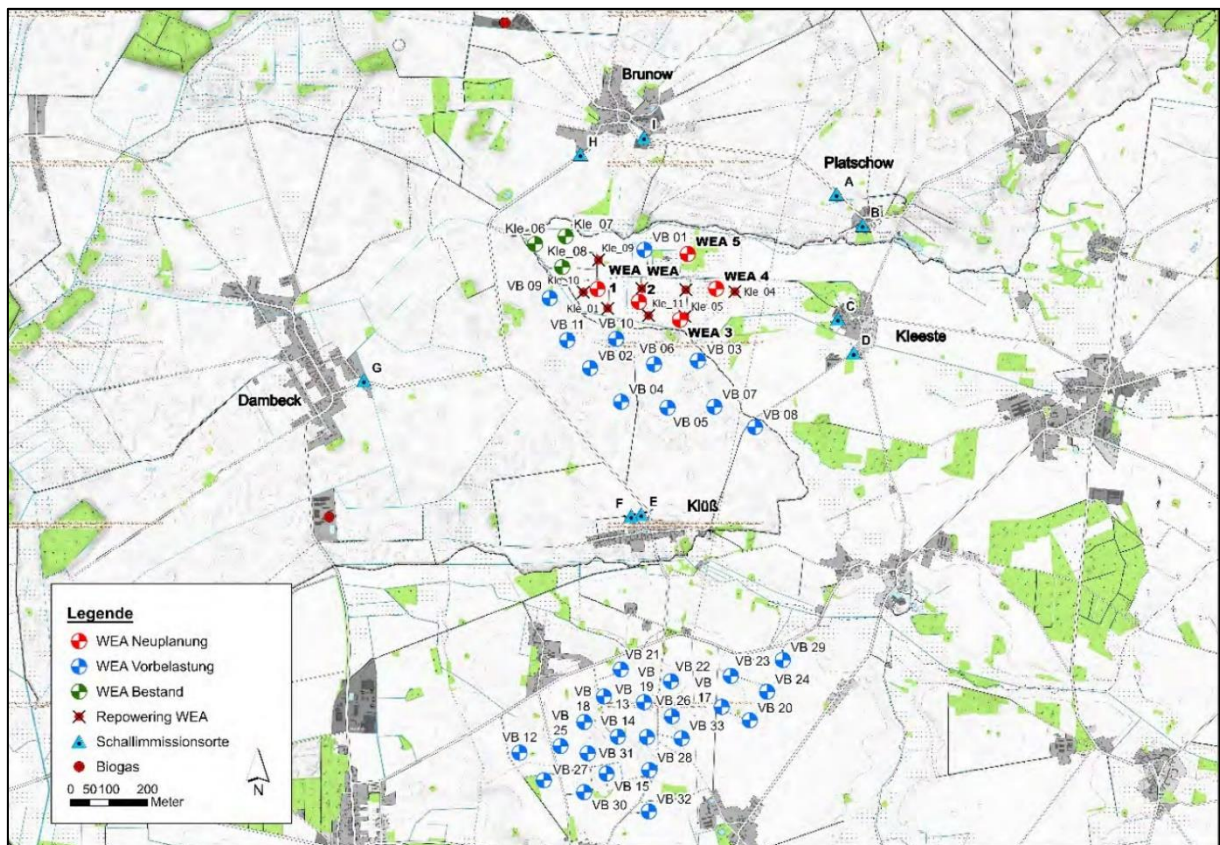 Brunow
I
H
Platschow
A
B
Kle_06
Kle_07
Kle_09
VB 01
WEA 5
Kle_08
WEA
WEA
WEA 4
Kle_10
1
2
Kle_04
VB 09
Kle_01
Kle_11
Kle_05
C
VB 11
VB 10
WEA 3
Kleeste
VB 06
VB 03
D
VB 02
G
Dambeck
VB 04
VB 07
VB 05
VB 08
F
E
Klüß
VB 21
VB 29
VB
VB 22
VB 23
VB
VB
19
VB
VB 24
18
13
VB 26
17
VB
VB 14
VB 20
25
VB 33
VB 12
VB 31
VB 28
VB 27
VB 15
VB 30
VB 32
Legende
WEA Neuplanung
WEA Vorbelastung
WEA Bestand
Repowering WEA
Schallimmissionsorte
Biogas
0 50 100 200
Meter
N